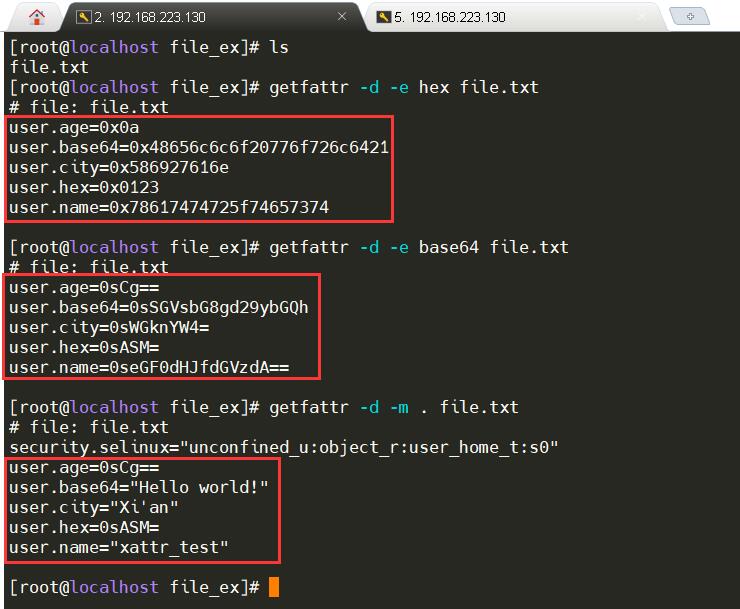 2. 192.168.223.130
5. 192.168.223.130
[root@localhost file_ex]# ls
file.txt
[root@localhost file_ex]# getfattr -d -e hex file.txt
# file: file.txt
user.age=0x0a
user.base64=0x48656c6c6f20776f726c6421
user.city=0x586927616e
user.hex=0x0123
user.name=0x78617474725f74657374
[root@localhost file_ex]# getfattr -d -e base64 file.txt
# file: file.txt
user.age=0sCg==
user.base64=0sSGVsbG8gd29ybGQh
user.city=0sWGknYW4=
user.hex=0sASM=
user.name=0seGF0dHJfdGVzdA==
[root@localhost file_ex]# getfattr -d -m . file.txt
# file: file.txt
security.selinux="unconfined_u:object_r:user_home_t:s0"
user.age=0sCg==
user.base64="Hello world!"
user.city="Xi'an"
user.hex=0sASM=
user.name="xattr_test"
[root@localhost file_ex]#